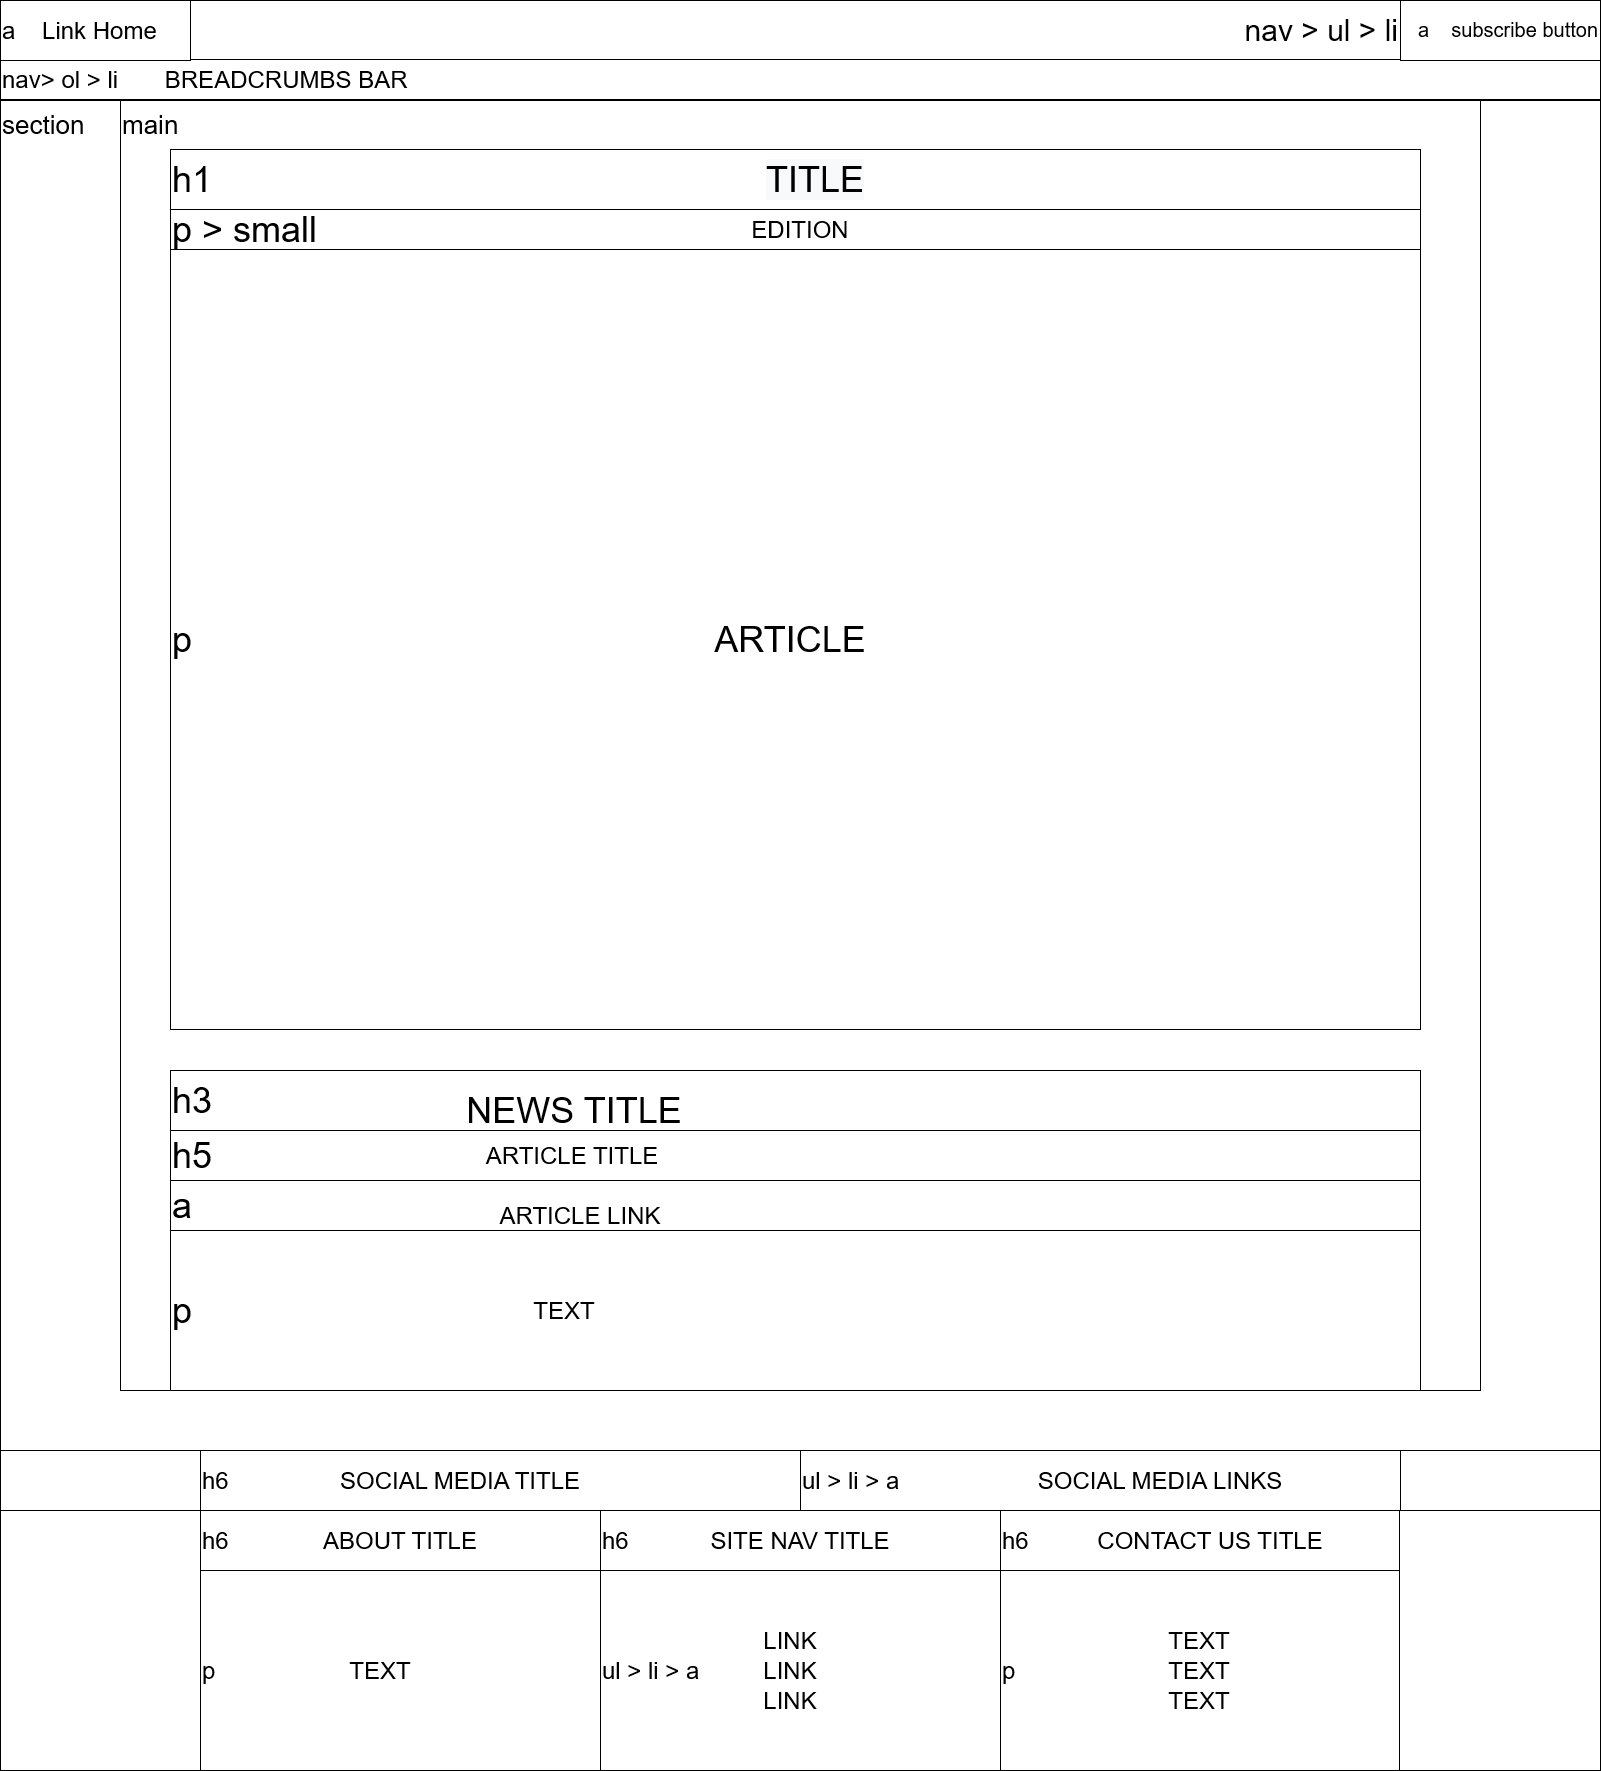 a Link Home nav > ul > li a subscribe button
nav> ol > li BREADCRUMBS BAR
section main
h1 TITLE
p > small EDITION
p ARTICLE
h3 NEWS TITLE
h5 ARTICLE TITLE
a ARTICLE LINK
p TEXT
h6 SOCIAL MEDIA TITLE ul > li > a SOCIAL MEDIA LINKS
h6 ABOUT TITLE h6 SITE NAV TITLE h6 CONTACT US TITLE
LINK TEXT
p TEXT ul > li > a LINK p TEXT
LINK TEXT